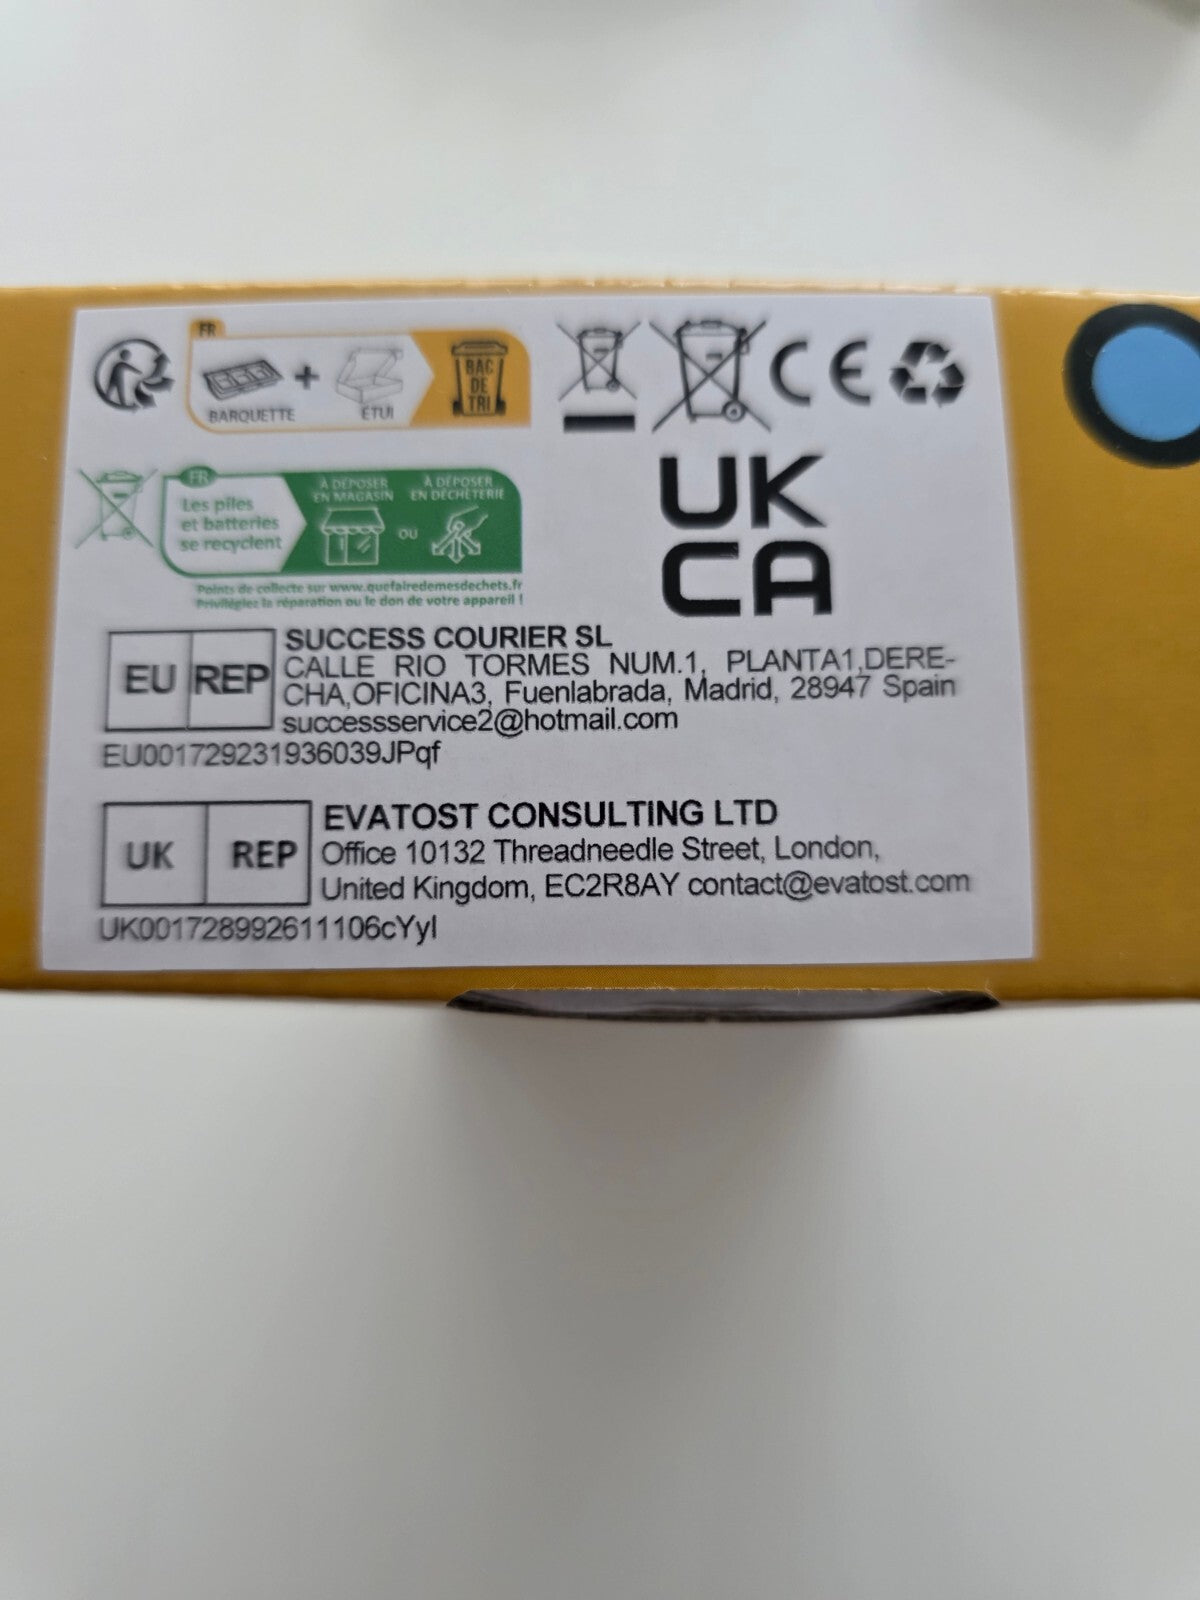 FR
BARQUETTE + ÉTUI
BAC
DE
TRI
CE
FR
Les piles
et batteries
se recyclent
À DÉPOSER
EN MAGASIN
OU
À DÉPOSER
EN DÉCHÈTERIE
Points de collecte sur www.quefairedemesdechets.fr
Privilégiez la réparation ou le don de votre appareil !
UK
CA
EU REP
SUCCESS COURIER SL
CALLE RIO TORMES NUM.1, PLANTA1,DERE-
CHA,OFICINA3, Fuenlabrada, Madrid, 28947 Spain
successservice2@hotmail.com
EU001729231936039JPqf
UK REP
EVATOST CONSULTING LTD
Office 10132 Threadneedle Street, London,
United Kingdom, EC2R8AY contact@evatost.com
UK001728992611106cYyI